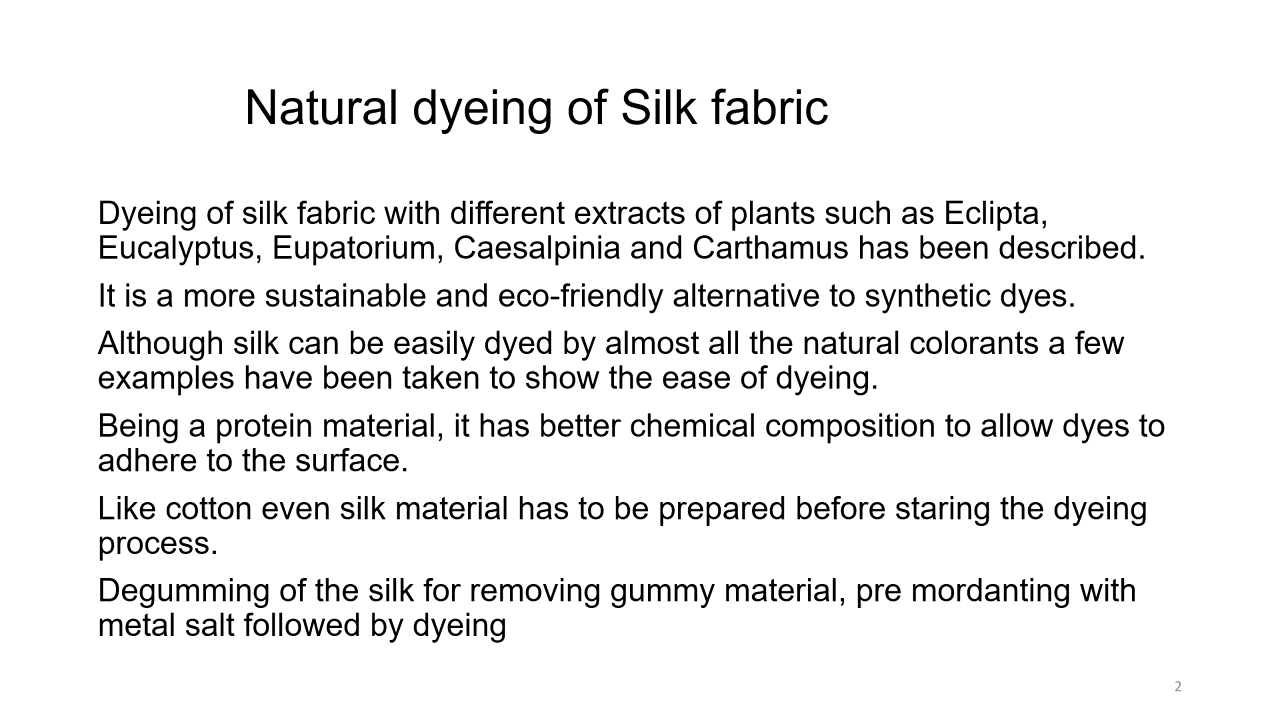 Natural dyeing of Silk fabric
Dyeing of silk fabric with different extracts of plants such as Eclipta,
Eucalyptus, Eupatorium, Caesalpinia and Carthamus has been described.
It is a more sustainable and eco-friendly alternative to synthetic dyes.
Although silk can be easily dyed by almost all the natural colorants a few
examples have been taken to show the ease of dyeing.
Being a protein material, it has better chemical composition to allow dyes to
adhere to the surface.
Like cotton even silk material has to be prepared before staring the dyeing
process.
Degumming of the silk for removing gummy material, pre mordanting with
metal salt followed by dyeing
2